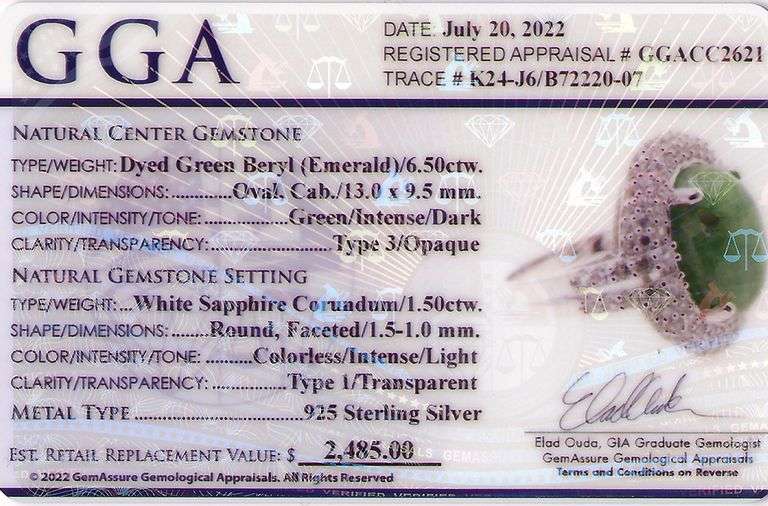 GGA
DATE: July 20, 2022
REGISTERED APPRAISAL # GGACC2621
TRACE # K24-J6/B72220-07
NATURAL CENTER GEMSTONE
TYPE/WEIGHT: Dyed Green Beryl (Emerald)/6.50ctw.
SHAPE/DIMENSIONS: ............Oval, Cab./13.0 x 9.5 mm.
COLOR/INTENSITY/TONE: ................Green/Intense/Dark
CLARITY/TRANSPARENCY: ........................Type 3/Opaque
NATURAL GEMSTONE SETTING
TYPE/WEIGHT: ...White Sapphire Corundum/1.50ctw.
SHAPE/DIMENSIONS: .......Round, Faceted/1.5-1.0 mm.
COLOR/INTENSITY/TONE: .........Colorless/Intense/Light
CLARITY/TRANSPARENCY: ...............Type 1/Transparent
METAL TYPE ..........................925 Sterling Silver
EST. RETAIL REPLACEMENT VALUE: $ 2,485.00
© 2022 GemAssure Gemological Appraisals. All Rights Reserved
Elad Ouda
Elad Ouda, GIA Graduate Gemologist
GemAssure Gemological Appraisals
Terms and Conditions on Reverse